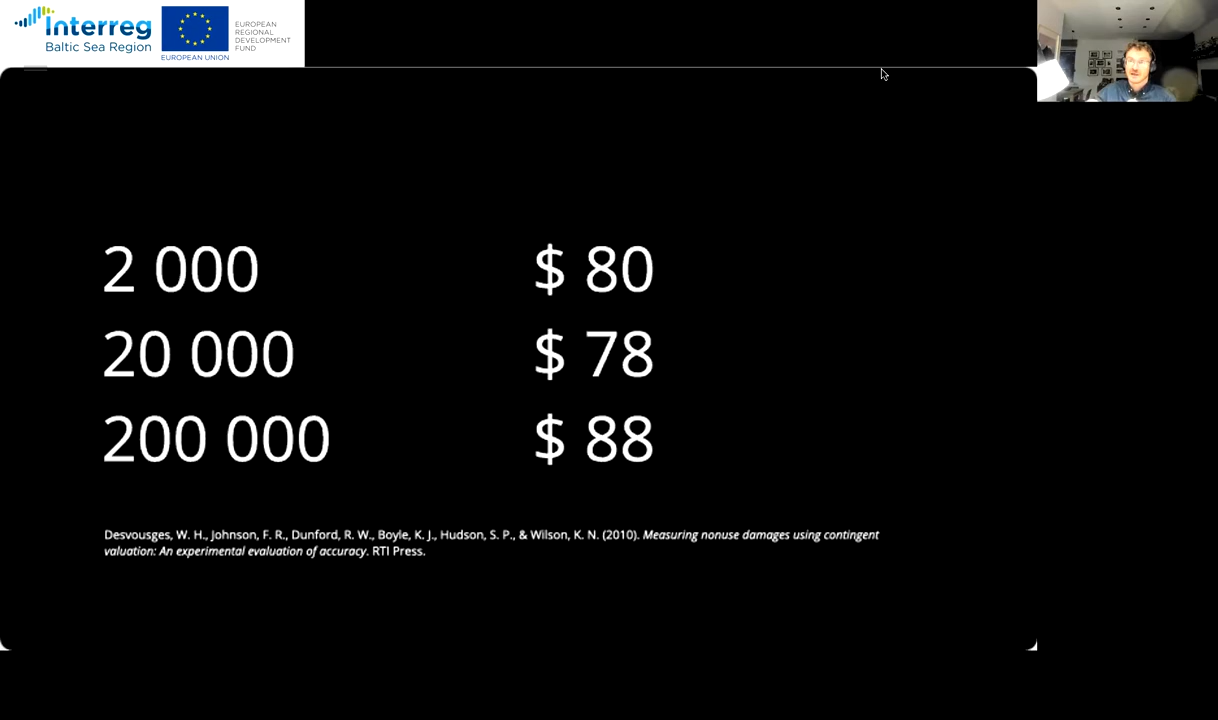 Interreg
Baltic Sea Region
EUROPEAN UNION
EUROPEAN
REGIONAL
DEVELOPMENT
FUND
2 000 $ 80
20 000 $ 78
200 000 $ 88
Desvousges, W. H., Johnson, F. R., Dunford, R. W., Boyle, K. J., Hudson, S. P., & Wilson, K. N. (2010). Measuring nonuse damages using contingent
valuation: An experimental evaluation of accuracy. RTI Press.